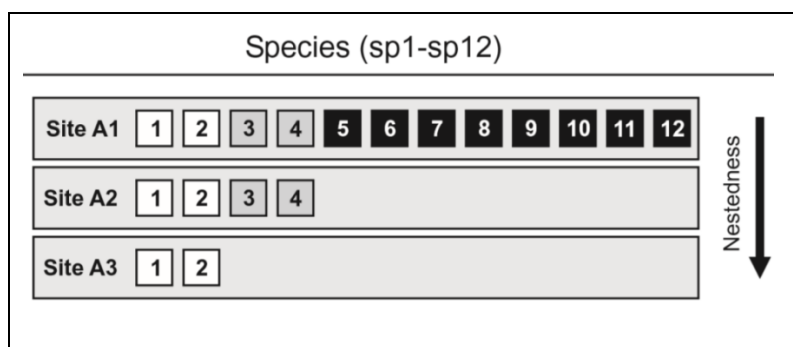 Species (sp1-sp12)
Site A1 1 2 3 4 5 6 7 8 9 10 11 12
Site A2 1 2 3 4
Site A3 1 2
Nestedness